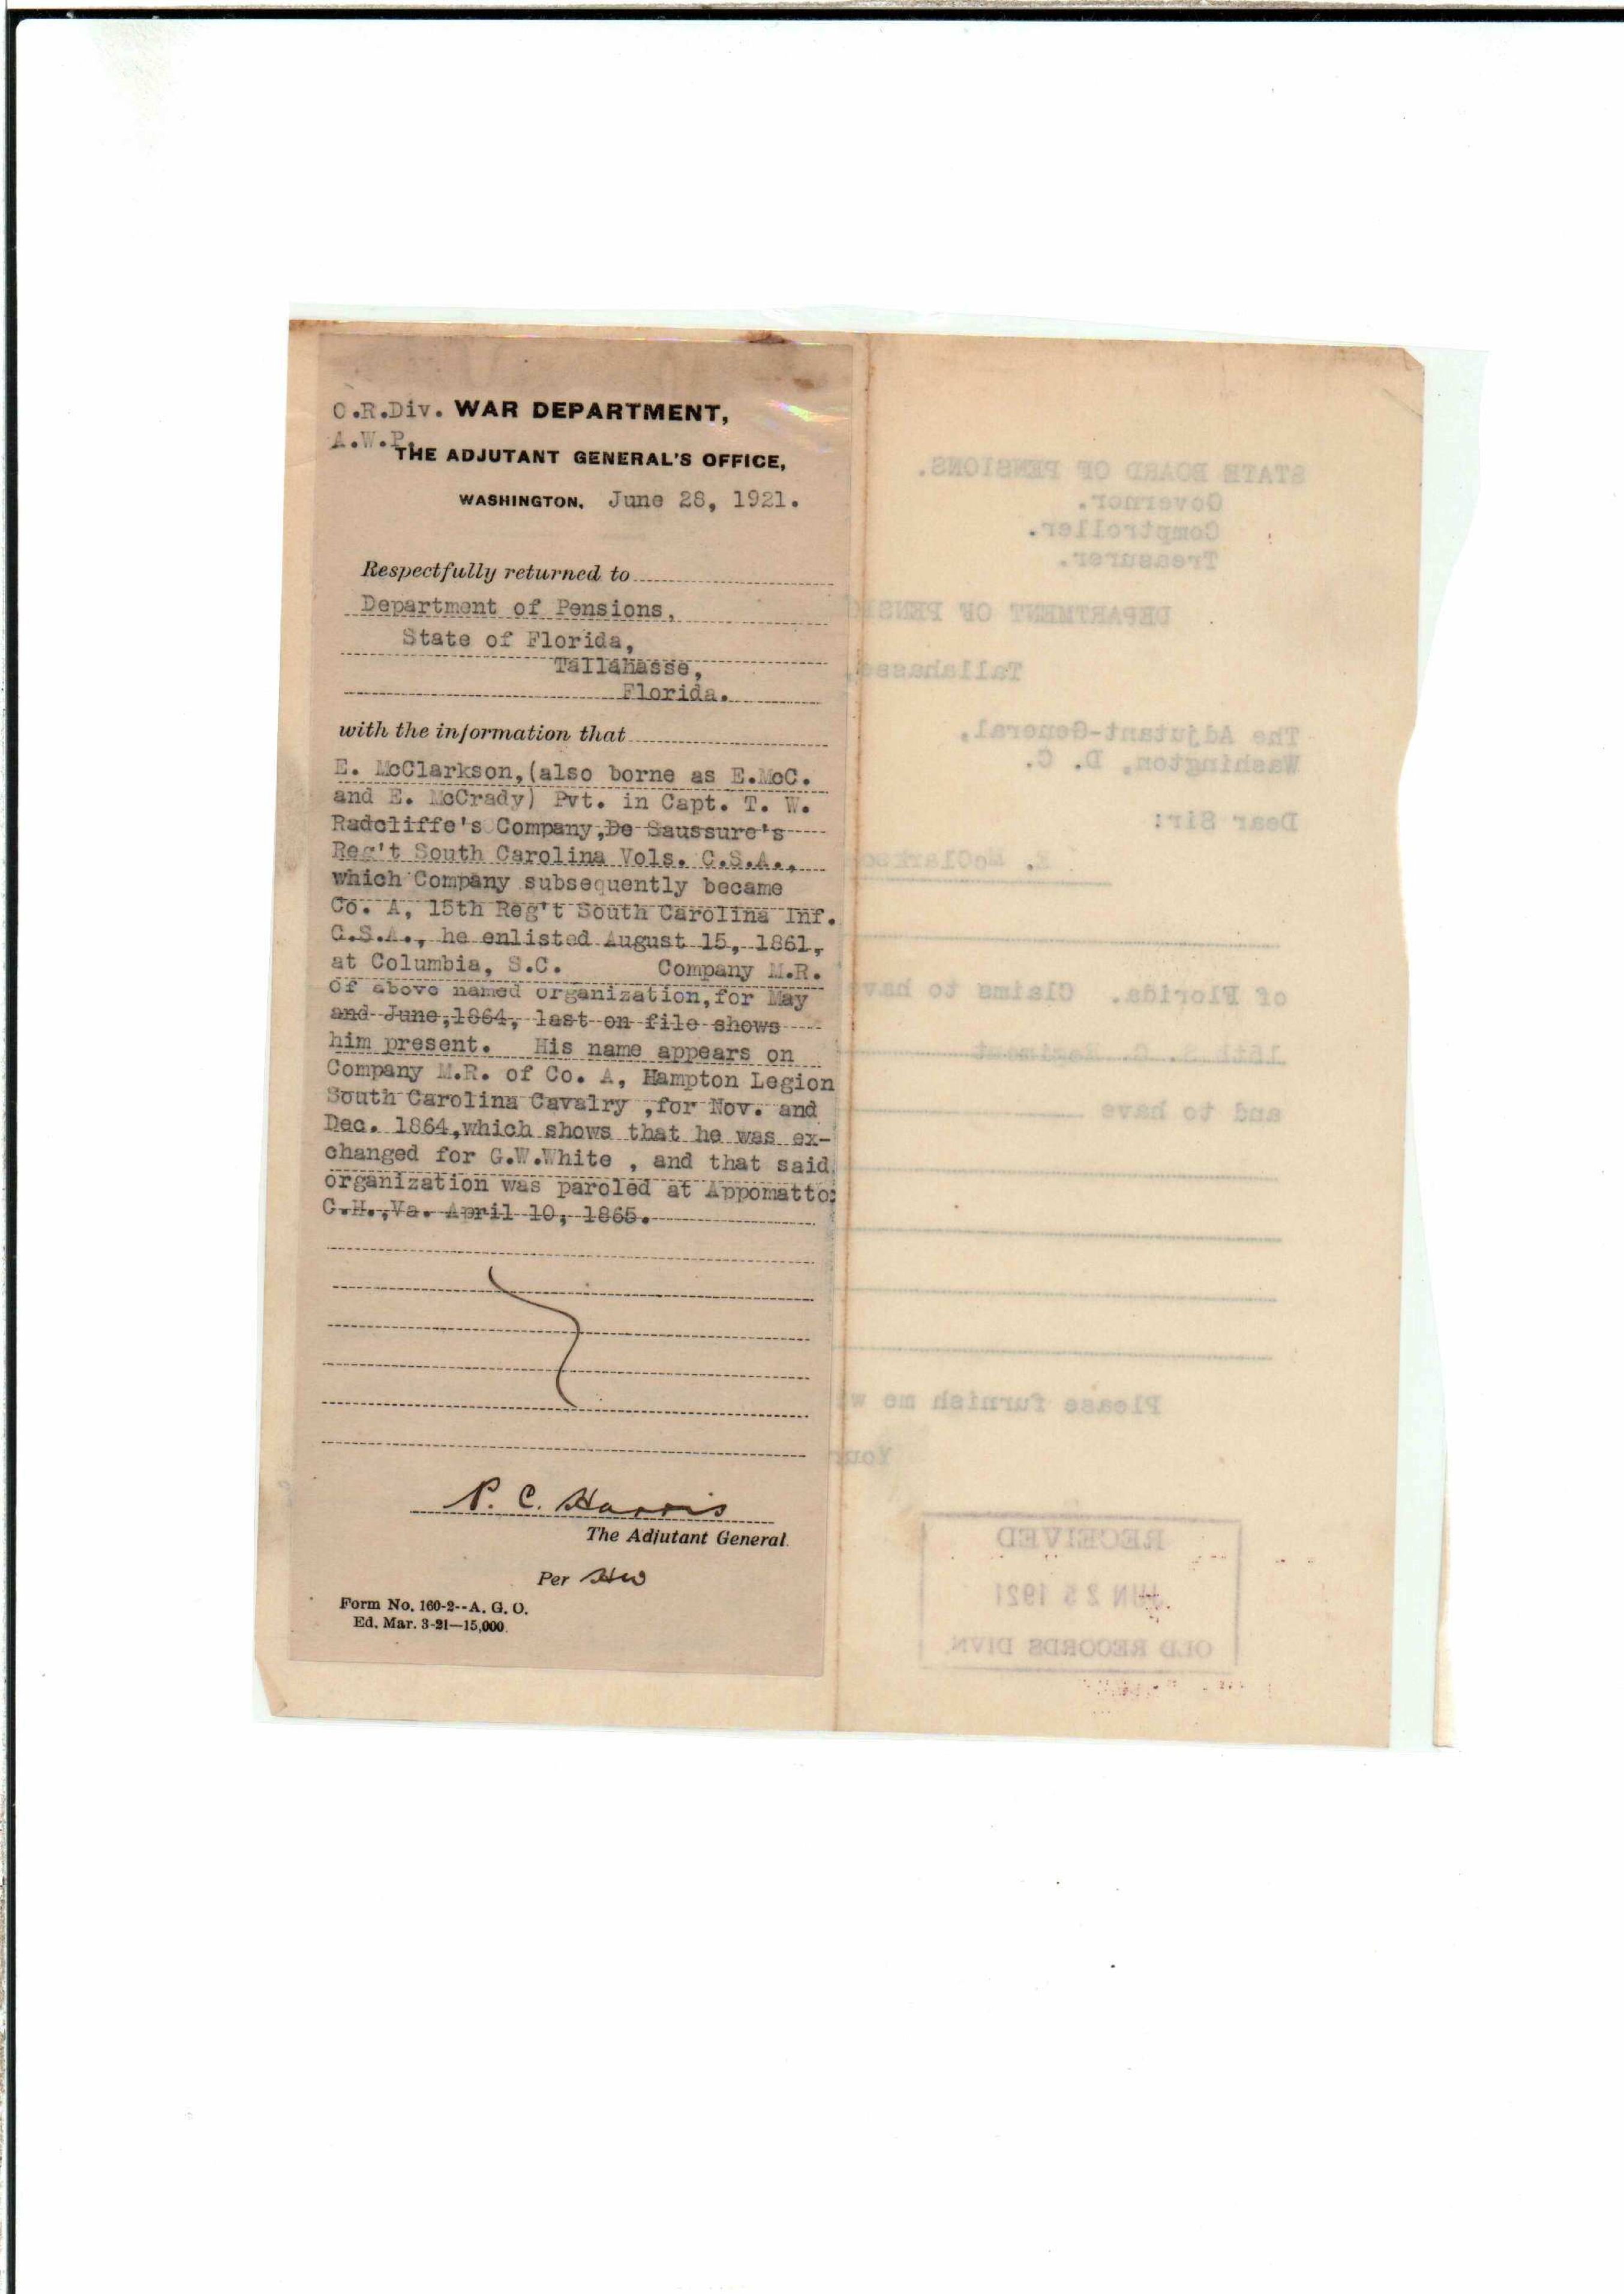 O.R.Div. WAR DEPARTMENT,
A.W.P.
THE ADJUTANT GENERAL'S OFFICE,
WASHINGTON, June 28, 1921.
Respectfully returned to
Department of Pensions,
State of Florida,
Tallahasse,
Florida.
with the information that
E. McClarkson,(also borne as E.McC.
and E. McCrady) Pvt. in Capt. T. W.
Radcliffe's Company,De Saussure's
Reg't South Carolina Vols. C.S.A.,
which Company subsequently became
Co. A, 15th Reg't South Carolina Inf.
C.S.A., he enlisted August 15, 1861,
at Columbia, S.C. Company M.R.
of above named organization,for May
and June,1864, last on file shows
him present. His name appears on
Company M.R. of Co. A, Hampton Legion
South Carolina Cavalry ,for Nov. and
Dec. 1864,which shows that he was ex-
changed for G.W.White , and that said
organization was paroled at Appomatto
C.H.,Va. April 10, 1865.
P. C. Harris
The Adjutant General.
Per HW
Form No. 160-2--A. G. O.
Ed. Mar. 3-21—15,000.
STATE BOARD OF PENSIONS.
Governor.
Comptroller.
Treasurer.
DEPARTMENT OF PENSI
Tallahassee,
The Adjutant-General,
Washington, D. C.
Dear Sir:
E. McClarkso
of Florida. Claims to hav
15th S. C. Regiment
and to have
Please furnish me w
Your
RECEIVED
JUN 25 1921
OLD RECORDS DIVN.